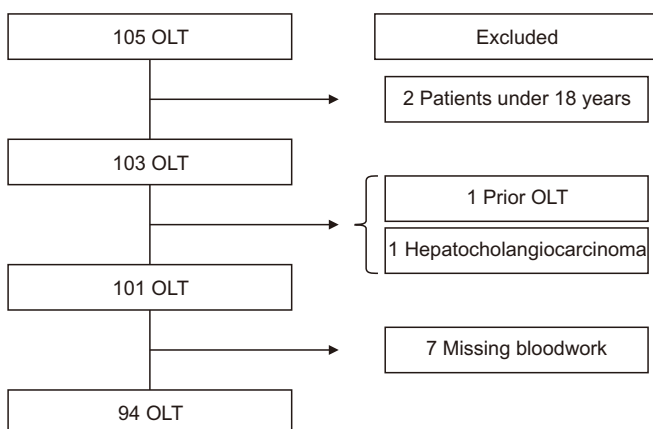 105 OLT
Excluded
2 Patients under 18 years
103 OLT
1 Prior OLT
1 Hepatocholangiocarcinoma
101 OLT
7 Missing bloodwork
94 OLT